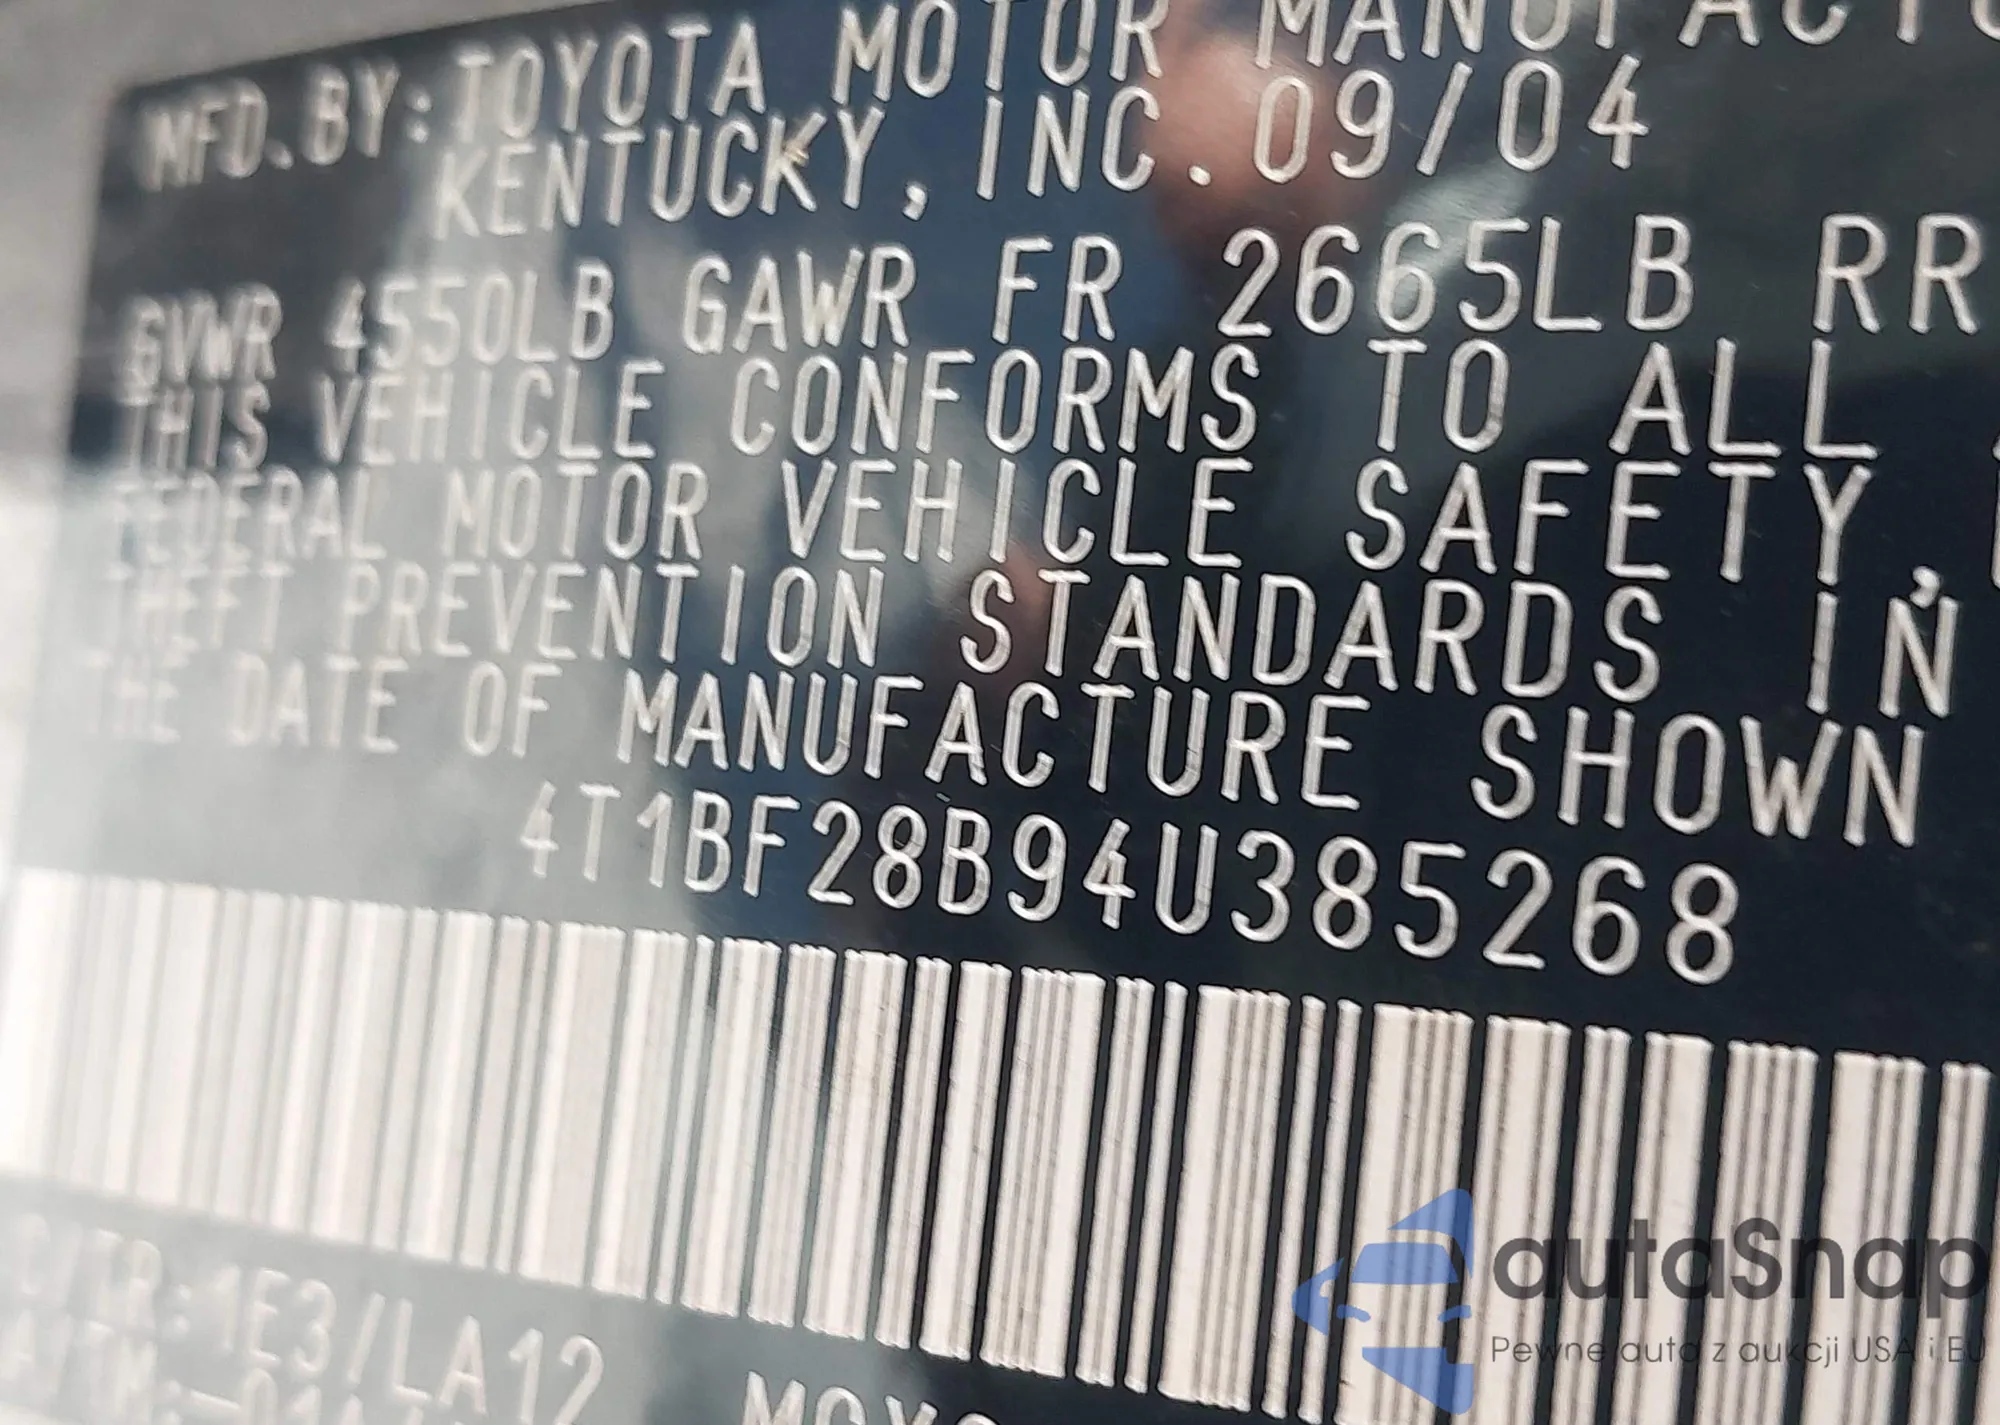 MFD.BY: TOYOTA MOTOR MANUFACTU
KENTUCKY, INC. 09/04
GVWR 4550LB GAWR FR 2665LB RR
THIS VEHICLE CONFORMS TO ALL
FEDERAL MOTOR VEHICLE SAFETY,
THEFT PREVENTION STANDARDS IN
THE DATE OF MANUFACTURE SHOWN
4T1BF28B94U385268
C/TR:1E3/LA12
autaSnap
Pewne auta z aukcji USA i EU